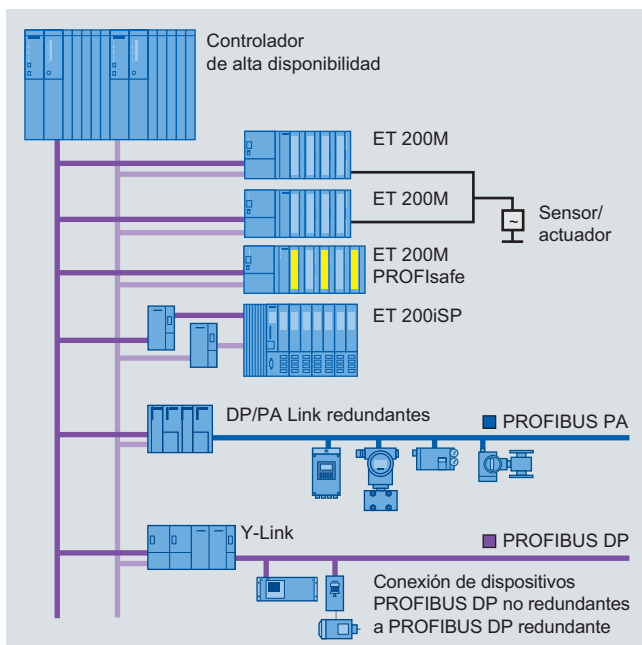 Controlador
de alta disponibilidad
ET 200M
ET 200M
Sensor/
actuador
~
ET 200M
PROFIsafe
ET 200iSP
DP/PA Link redundantes
PROFIBUS PA
Y-Link
PROFIBUS DP
Conexión de dispositivos
PROFIBUS DP no redundantes
a PROFIBUS DP redundante